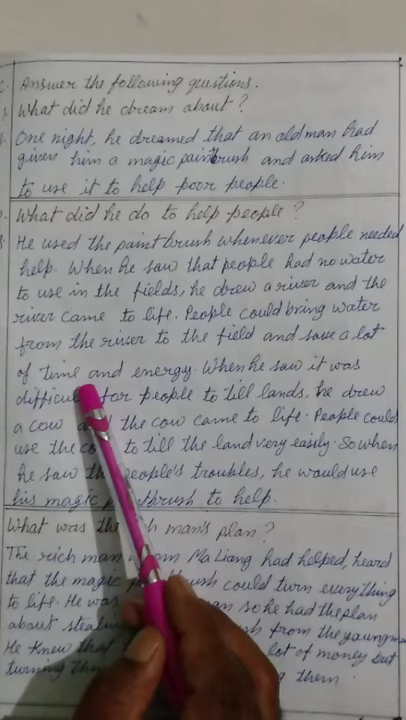 Answer the following questions.
What did he dream about?
One night, he dreamed that an old man had
given him a magic paintbrush and asked him
to use it to help poor people.
What did he do to help people?
He used the paintbrush whenever people needed
help. When he saw that people had no water
to use in the fields, he drew a river and the
river came to life. People could bring water
from the river to the field and save a lot
of time and energy. When he saw it was
difficult for people to till lands, he drew
a cow the cow came to life. People could
use the to till the land very easily. So when
he saw the people's troubles, he would use
his magic to help.
What was the man's plan?
The rich man Ma Liang had helped, heard
that the magic could turn everything
to life. He was so he had the plan
about from the young
He knew that lot of money but
turning them.